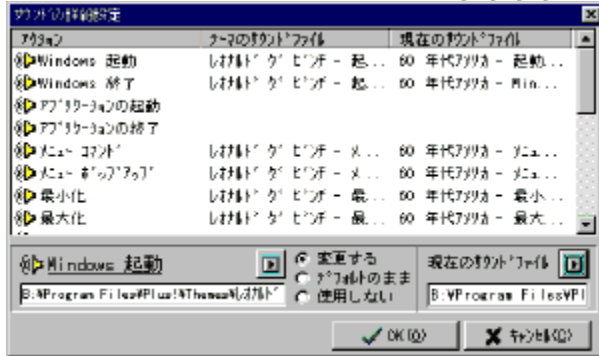 ｻｳﾝﾄﾞの詳細設定
ｱｸｼｮﾝ ﾃｰﾏのｻｳﾝﾄﾞﾌｧｲﾙ 現在のｻｳﾝﾄﾞﾌｧｲﾙ
Windows 起動 ﾚｵﾅﾙﾄﾞ ﾀﾞ ﾋﾞﾝﾁ - 起... 60 年代ｱﾒﾘｶ - 起動...
Windows 終了 ﾚｵﾅﾙﾄﾞ ﾀﾞ ﾋﾞﾝﾁ - 起... 60 年代ｱﾒﾘｶ - Win...
ｱﾌﾟﾘｹｰｼｮﾝの起動
ｱﾌﾟﾘｹｰｼｮﾝの終了
ﾒﾆｭｰ ｺﾏﾝﾄﾞ ﾚｵﾅﾙﾄﾞ ﾀﾞ ﾋﾞﾝﾁ - ﾒ... 60 年代ｱﾒﾘｶ - ﾒﾆｭ...
ﾒﾆｭｰ ﾎﾟｯﾌﾟｱｯﾌﾟ ﾚｵﾅﾙﾄﾞ ﾀﾞ ﾋﾞﾝﾁ - ﾒ... 60 年代ｱﾒﾘｶ - ﾒﾆｭ...
最小化 ﾚｵﾅﾙﾄﾞ ﾀﾞ ﾋﾞﾝﾁ - 最... 60 年代ｱﾒﾘｶ - 最小...
最大化 ﾚｵﾅﾙﾄﾞ ﾀﾞ ﾋﾞﾝﾁ - 最... 60 年代ｱﾒﾘｶ - 最大...
Windows 起動
B:¥Program Files¥Plus!¥Themes¥ﾚｵﾅﾙﾄﾞ
変更する
ﾃﾞﾌｫﾙﾄのまま
使用しない
現在のｻｳﾝﾄﾞﾌｧｲﾙ
B:¥Program Files¥Pl
OK(O)
ｷｬﾝｾﾙ(C)